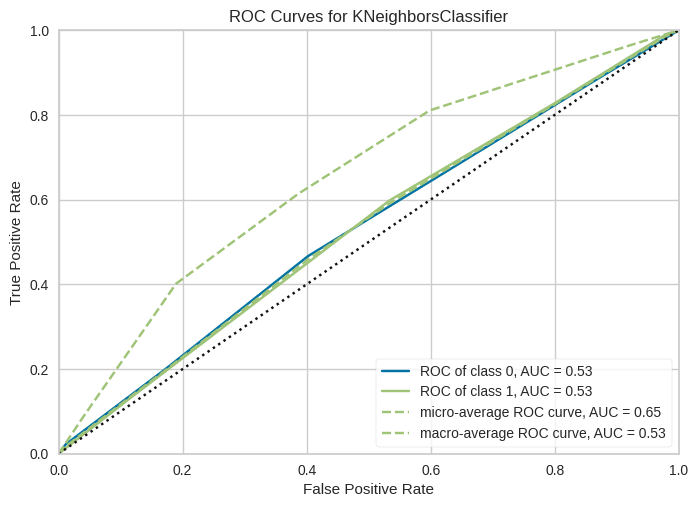 ROC Curves for KNeighborsClassifier
True Positive Rate
1.0
0.8
0.6
0.4
0.2
0.0
0.0 0.2 0.4 0.6 0.8 1.0
False Positive Rate
ROC of class 0, AUC = 0.53
ROC of class 1, AUC = 0.53
micro-average ROC curve, AUC = 0.65
macro-average ROC curve, AUC = 0.53